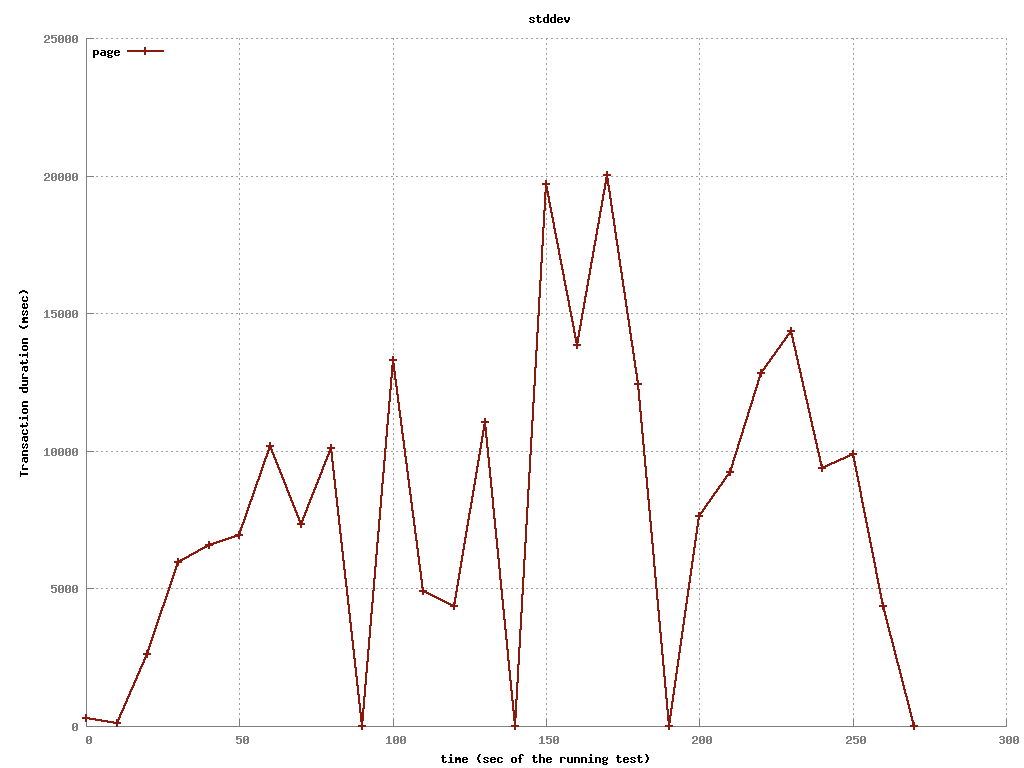 stddev
25000
page
20000
15000
10000
5000
0
Transaction duration (msec)
0 50 100 150 200 250 300
time (sec of the running test)